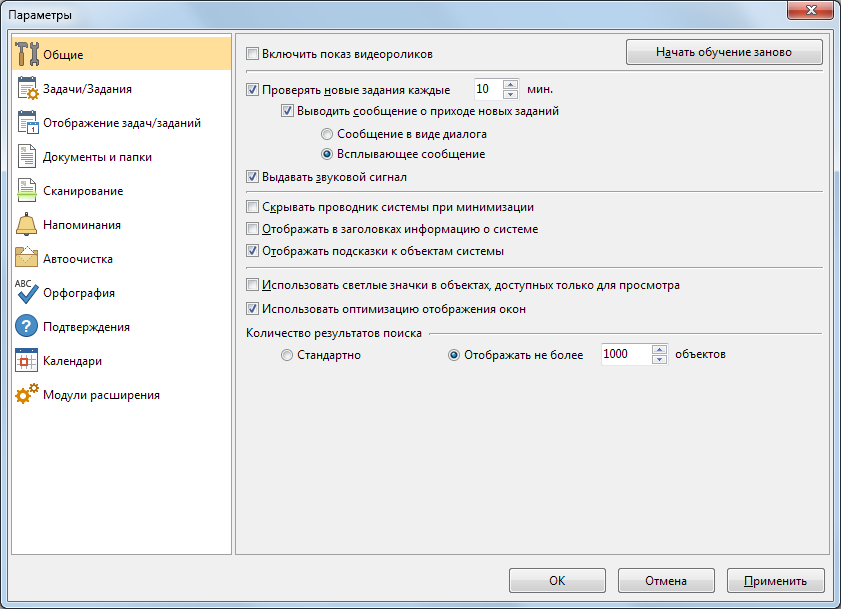 Параметры
Общие
Задачи/Задания
Отображение задач/заданий
Документы и папки
Сканирование
Напоминания
Автоочистка
ABC
Орфография
?
Подтверждения
Календари
Модули расширения
Включить показ видеороликов
Начать обучение заново
Проверять новые задания каждые 10 мин.
Выводить сообщение о приходе новых заданий
Сообщение в виде диалога
Всплывающее сообщение
Выдавать звуковой сигнал
Скрывать проводник системы при минимизации
Отображать в заголовках информацию о системе
Отображать подсказки к объектам системы
Использовать светлые значки в объектах, доступных только для просмотра
Использовать оптимизацию отображения окон
Количество результатов поиска
Стандартно Отображать не более 1000 объектов
OK Отмена Применить